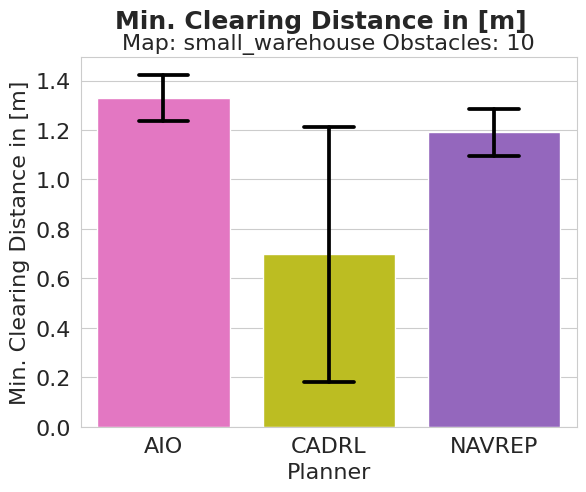 Min. Clearing Distance in [m]
Map: small_warehouse Obstacles: 10
Min. Clearing Distance in [m]
1.4
1.2
1.0
0.8
0.6
0.4
0.2
0.0
AIO CADRL NAVREP
Planner